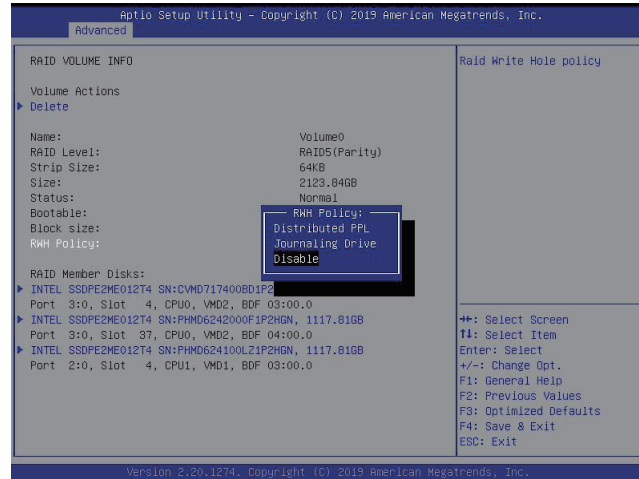 Aptio Setup Utility – Copyright (C) 2019 American Megatrends, Inc.
Advanced
RAID VOLUME INFO
Raid Write Hole policy
Volume Actions
Delete
Name: Volume0
RAID Level: RAID5(Parity)
Strip Size: 64KB
Size: 2123.84GB
Status: Normal
Bootable:
Block size:
RWH Policy:
RWH Policy:
Distributed PPL
Journaling Drive
Disable
RAID Member Disks:
INTEL SSDPE2ME012T4 SN:CVMD717400BD1P2
Port 3:0, Slot 4, CPU0, VMD2, BDF 03:00.0
INTEL SSDPE2ME012T4 SN:PHMD6242000F1P2HGN, 1117.81GB
Port 3:0, Slot 37, CPU0, VMD2, BDF 04:00.0
INTEL SSDPE2ME012T4 SN:PHMD624100LZ1P2HGN, 1117.81GB
Port 2:0, Slot 4, CPU1, VMD1, BDF 03:00.0
→←: Select Screen
↑↓: Select Item
Enter: Select
+/-: Change Opt.
F1: General Help
F2: Previous Values
F3: Optimized Defaults
F4: Save & Exit
ESC: Exit
Version 2.20.1274. Copyright (C) 2019 American Megatrends, Inc.